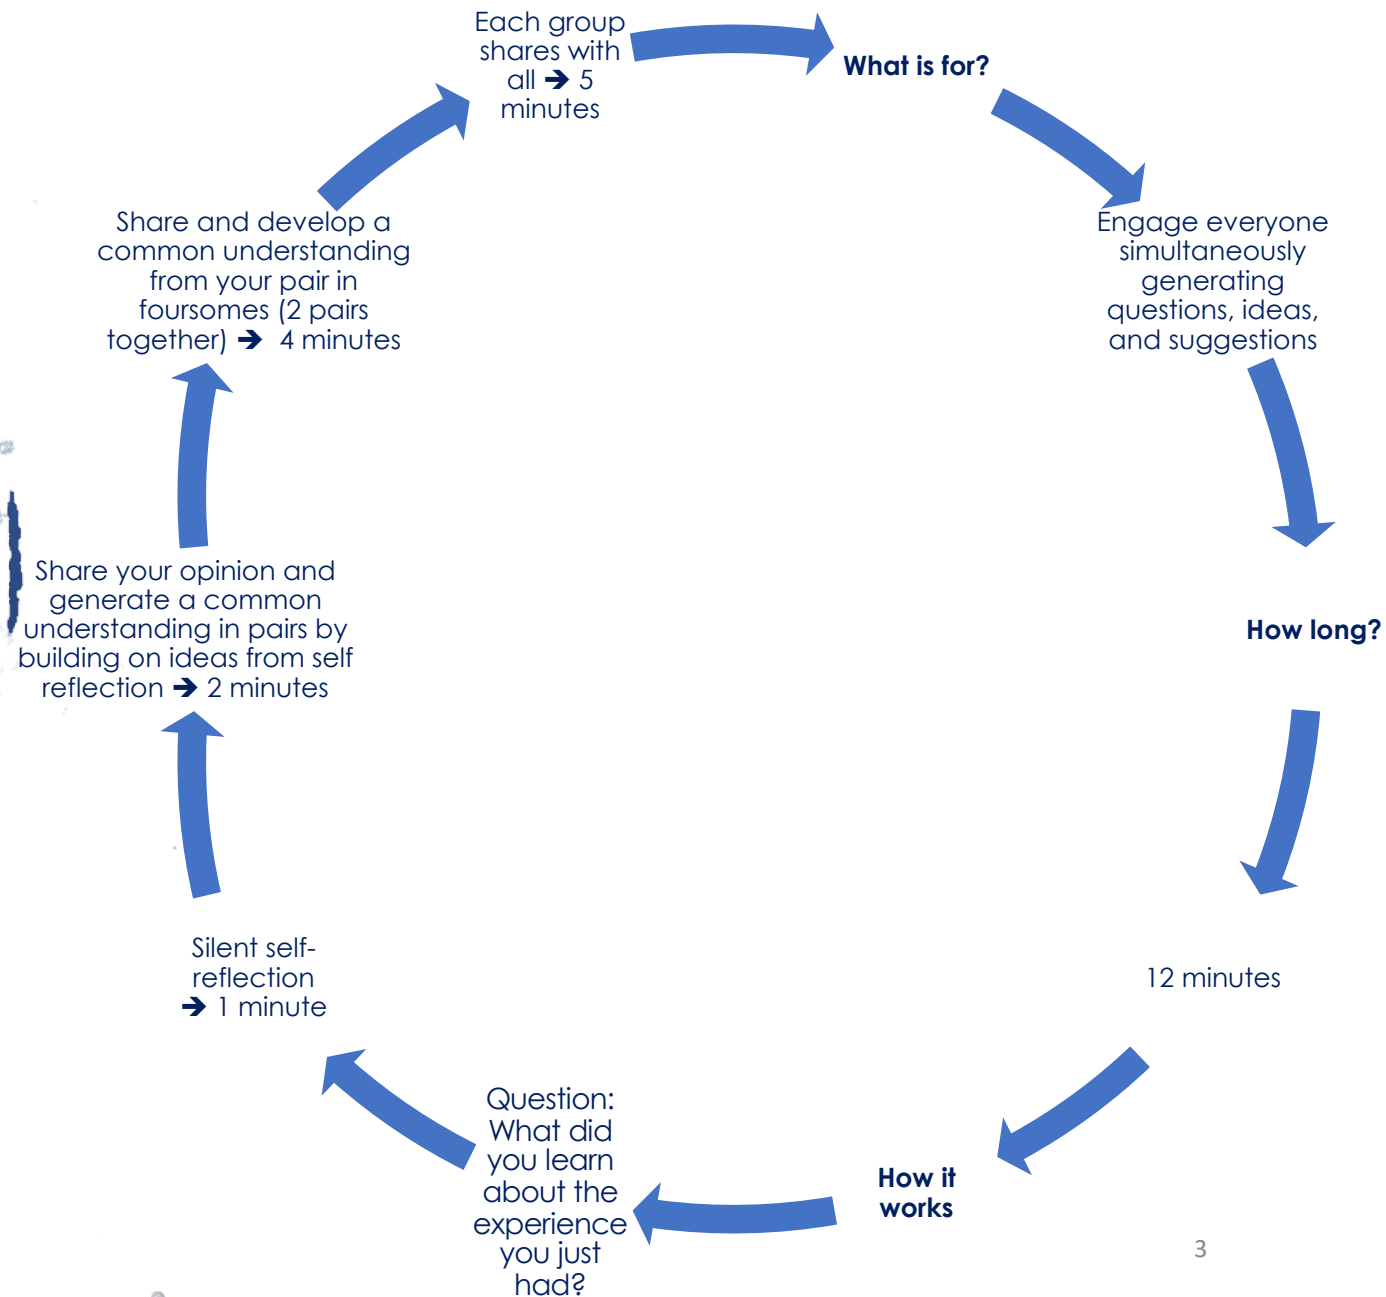 What is for?
Engage everyone
simultaneously
generating
questions, ideas,
and suggestions
How long?
12 minutes
How it
works
Question:
What did
you learn
about the
experience
you just
had?
Silent self-
reflection
➔ 1 minute
Share your opinion and
generate a common
understanding in pairs by
building on ideas from self
reflection ➔ 2 minutes
Share and develop a
common understanding
from your pair in
foursomes (2 pairs
together) ➔ 4 minutes
Each group
shares with
all ➔ 5
minutes
3